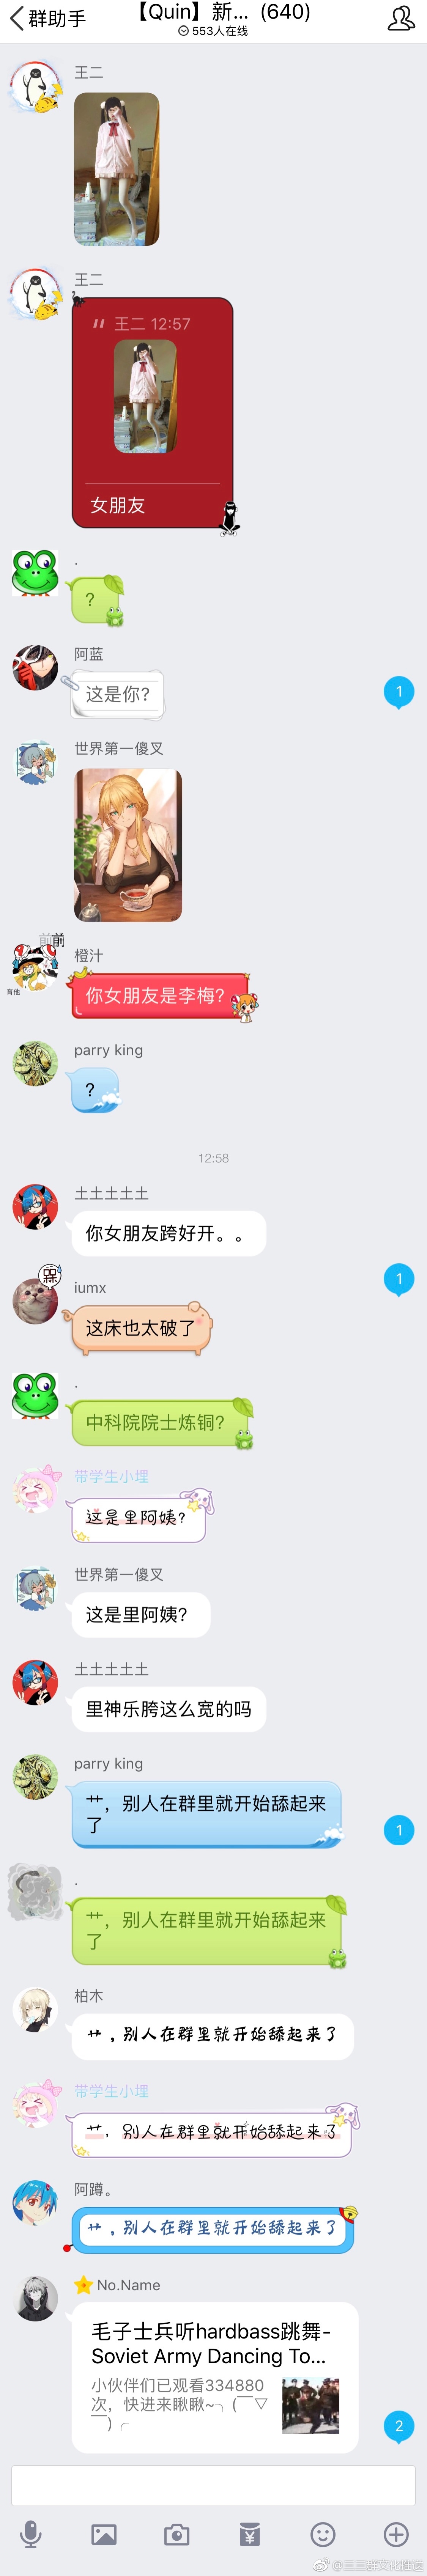 群助手
【Quin】新... (640)
553人在线
王二
王二
王二 12:57
女朋友
.
?
阿蓝
这是你?
1
世界第一傻叉
橙汁
你女朋友是李梅?
parry king
?
12:58
土土土土土
你女朋友跨好开。。
1
iumx
这床也太破了
.
中科院院士炼铜?
带学生小埋
这是里阿姨?
世界第一傻叉
这是里阿姨?
土土土土土
里神乐胯这么宽的吗
parry king
艹，别人在群里就开始舔起来
了
1
.
艹，别人在群里就开始舔起来
了
柏木
艹，别人在群里就开始舔起来了
带学生小埋
艹，别人在群里就开始舔起来了
阿蹲。
艹，别人在群里就开始舔起来了
No.Name
毛子士兵听hardbass跳舞-
Soviet Army Dancing To...
小伙伴们已观看334880
次，快进来瞅瞅~╮(￣▽
￣)╭
2